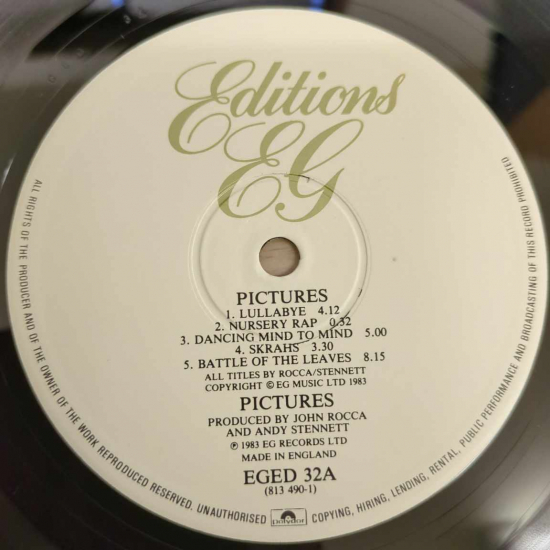 Editions
EG
PICTURES
1. LULLABYE 4.12
2. NURSERY RAP 0.32
3. DANCING MIND TO MIND 5.00
4. SKRAHS 3.30
5. BATTLE OF THE LEAVES 8.15
ALL TITLES BY ROCCA/STENNETT
COPYRIGHT © EG MUSIC LTD 1983
PICTURES
PRODUCED BY JOHN ROCCA
AND ANDY STENNETT
℗ 1983 EG RECORDS LTD
MADE IN ENGLAND
EGED 32A
(813 490-1)
ALL RIGHTS OF THE PRODUCER AND OF THE OWNER OF THE WORK REPRODUCED RESERVED. UNAUTHORISED COPYING, HIRING, LENDING, RENTAL, PUBLIC PERFORMANCE AND BROADCASTING OF THIS RECORD PROHIBITED
polydor